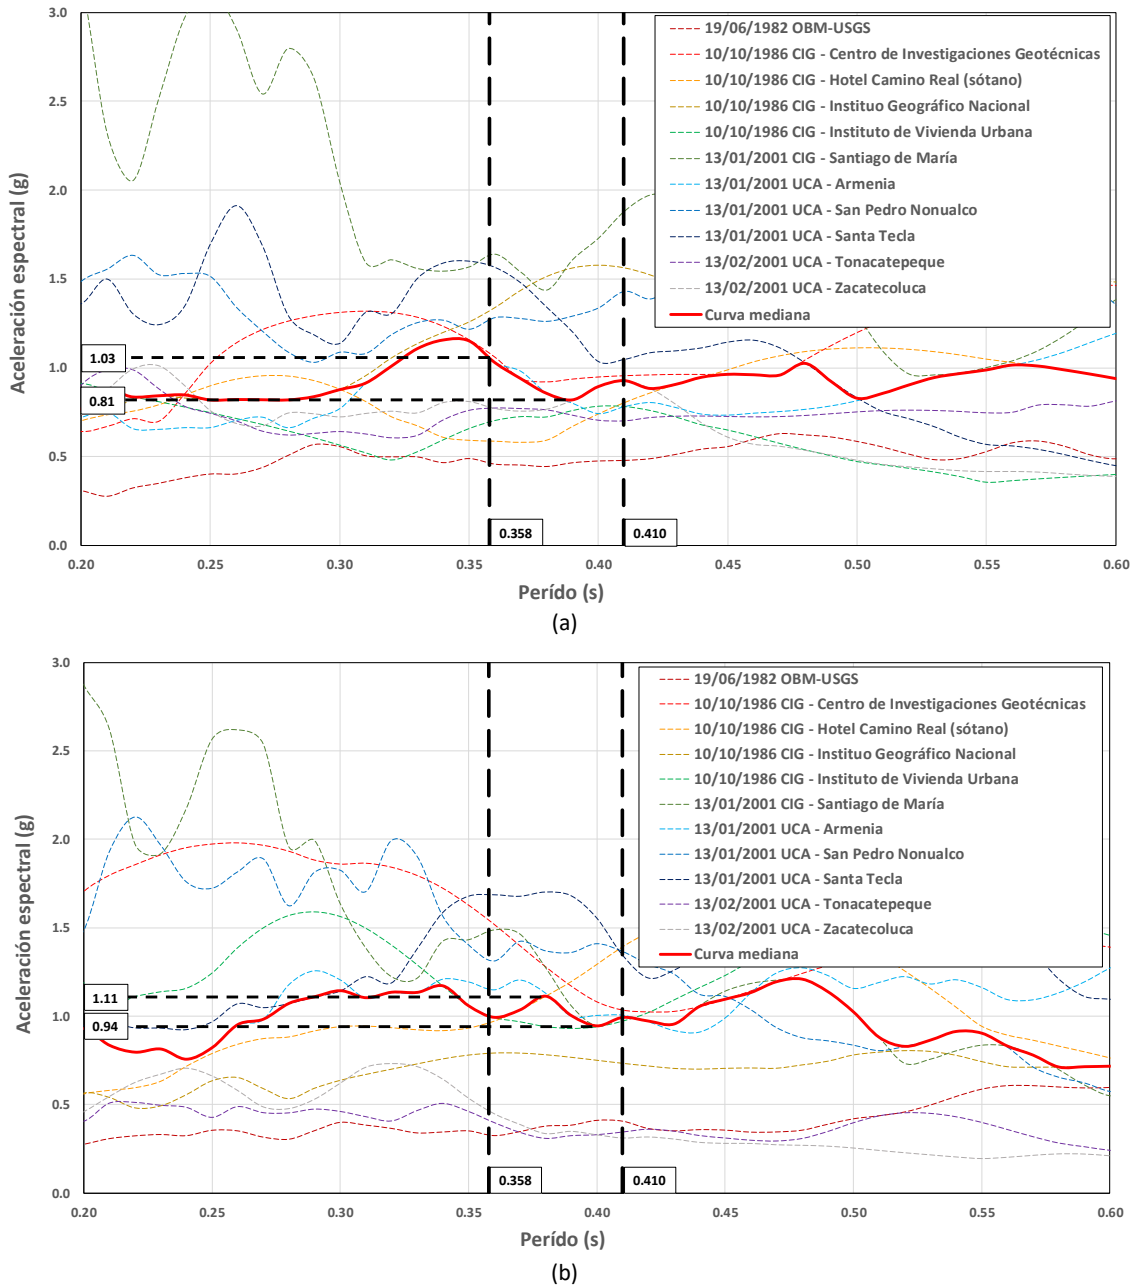 3.0
2.5
2.0
1.5
1.0
0.5
0.0
Aceleración espectral (g)
19/06/1982 OBM-USGS
10/10/1986 CIG - Centro de Investigaciones Geotécnicas
10/10/1986 CIG - Hotel Camino Real (sótano)
10/10/1986 CIG - Instituo Geográfico Nacional
10/10/1986 CIG - Instituto de Vivienda Urbana
13/01/2001 CIG - Santiago de María
13/01/2001 UCA - Armenia
13/01/2001 UCA - San Pedro Nonualco
13/01/2001 UCA - Santa Tecla
13/02/2001 UCA - Tonacatepeque
13/02/2001 UCA - Zacatecoluca
Curva mediana
1.03
0.81
0.358
0.410
0.20 0.25 0.30 0.35 0.40 0.45 0.50 0.55 0.60
Perído (s)
(a)
3.0
2.5
2.0
1.5
1.0
0.5
0.0
Aceleración espectral (g)
19/06/1982 OBM-USGS
10/10/1986 CIG - Centro de Investigaciones Geotécnicas
10/10/1986 CIG - Hotel Camino Real (sótano)
10/10/1986 CIG - Instituo Geográfico Nacional
10/10/1986 CIG - Instituto de Vivienda Urbana
13/01/2001 CIG - Santiago de María
13/01/2001 UCA - Armenia
13/01/2001 UCA - San Pedro Nonualco
13/01/2001 UCA - Santa Tecla
13/02/2001 UCA - Tonacatepeque
13/02/2001 UCA - Zacatecoluca
Curva mediana
1.11
0.94
0.358
0.410
0.20 0.25 0.30 0.35 0.40 0.45 0.50 0.55 0.60
Perído (s)
(b)